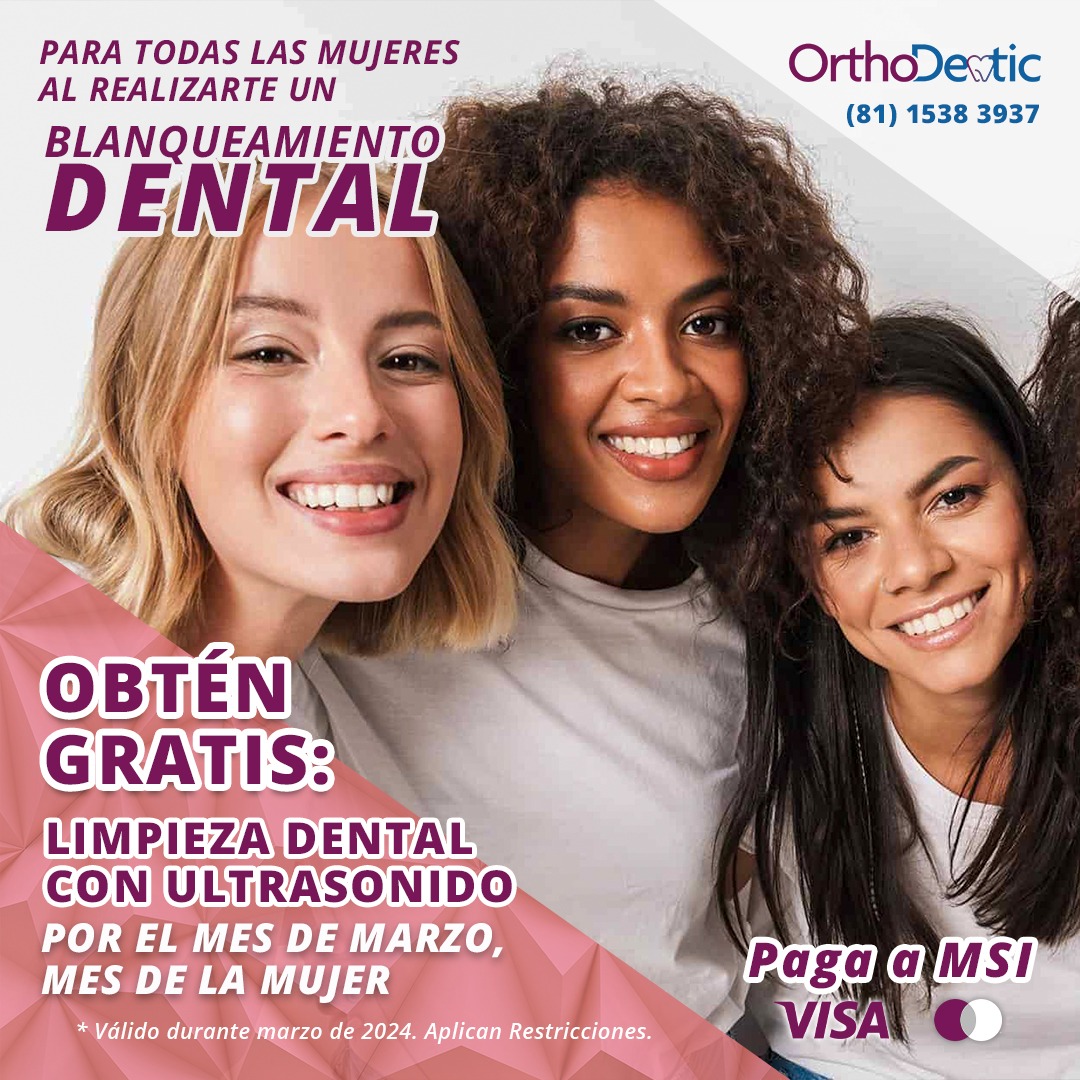 PARA TODAS LAS MUJERES
AL REALIZARTE UN
BLANQUEAMIENTO
DENTAL
OrthoDentic
(81) 1538 3937
OBTÉN
GRATIS:
LIMPIEZA DENTAL
CON ULTRASONIDO
POR EL MES DE MARZO,
MES DE LA MUJER
* Válido durante marzo de 2024. Aplican Restricciones.
Paga a MSI
VISA